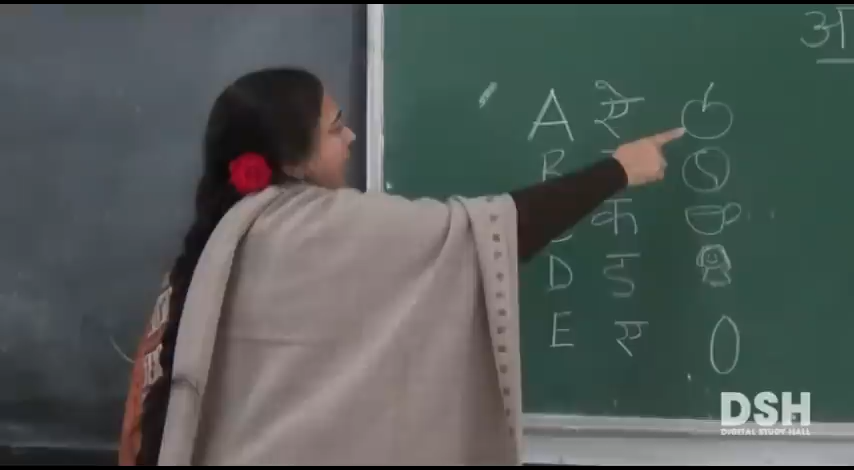 अ
A ऐ
B
क
D ड
E ए
DSH
DIGITAL STUDY HALL